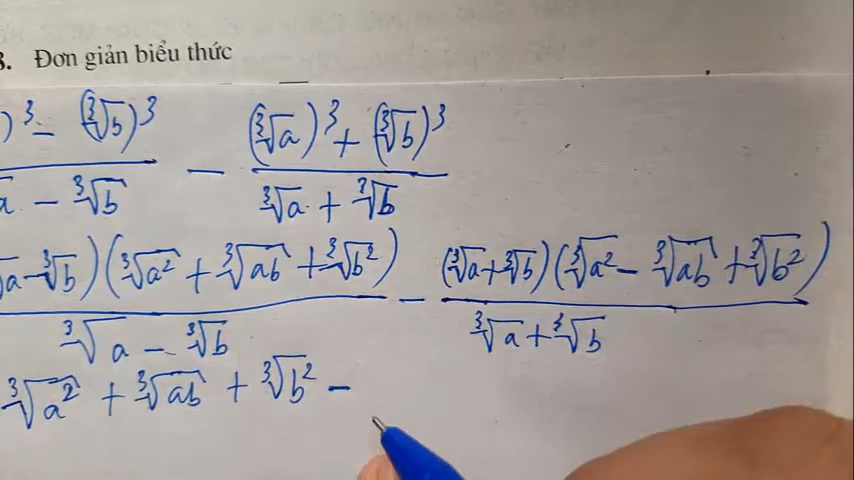 3. Đơn giản biểu thức
)³ - (∛b)³ / a - ∛b - (∛a)³ + (∛b)³ / ∛a + ∛b
a - ∛b)(∛a² + ∛ab + ∛b²) / ∛a - ∛b - (∛a + ∛b)(∛a² - ∛ab + ∛b²) / ∛a + ∛b
∛a² + ∛ab + ∛b² -